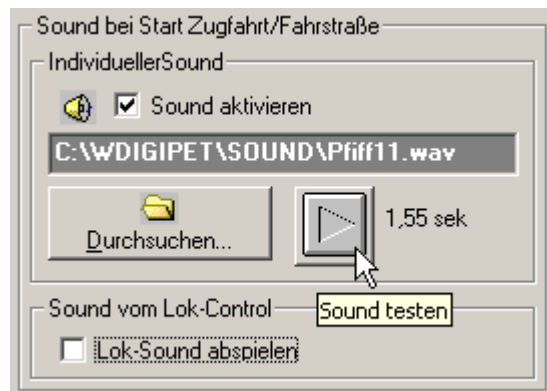 Sound bei Start Zugfahrt/Fahrstraße
IndividuellerSound
Sound aktivieren
C:\WDIGIPET\SOUND\Pfiff11.wav
Durchsuchen...
1,55 sek
Sound vom Lok-Control
Sound testen
Lok-Sound abspielen